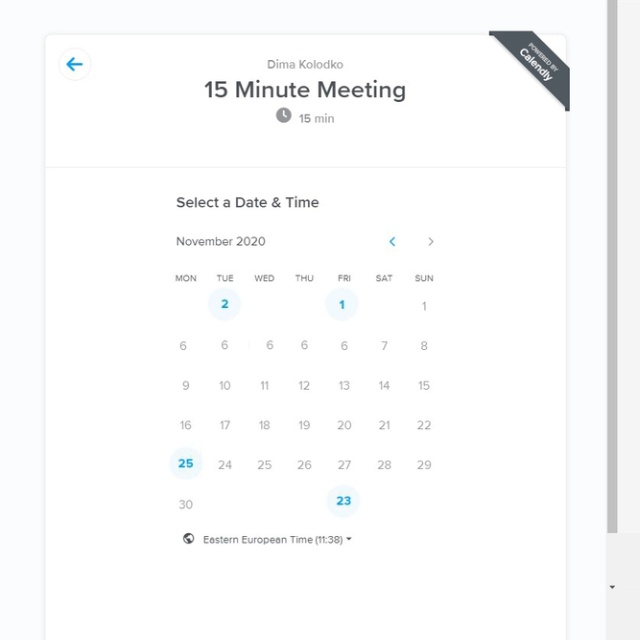 POWERED BY
Calendly
Dima Kolodko
15 Minute Meeting
15 min
Select a Date & Time
November 2020
MON TUE WED THU FRI SAT SUN
2 1 1
6 6 6 6 6 7 8
9 10 11 12 13 14 15
16 17 18 19 20 21 22
25 24 25 26 27 28 29
30 23
Eastern European Time (11:38)